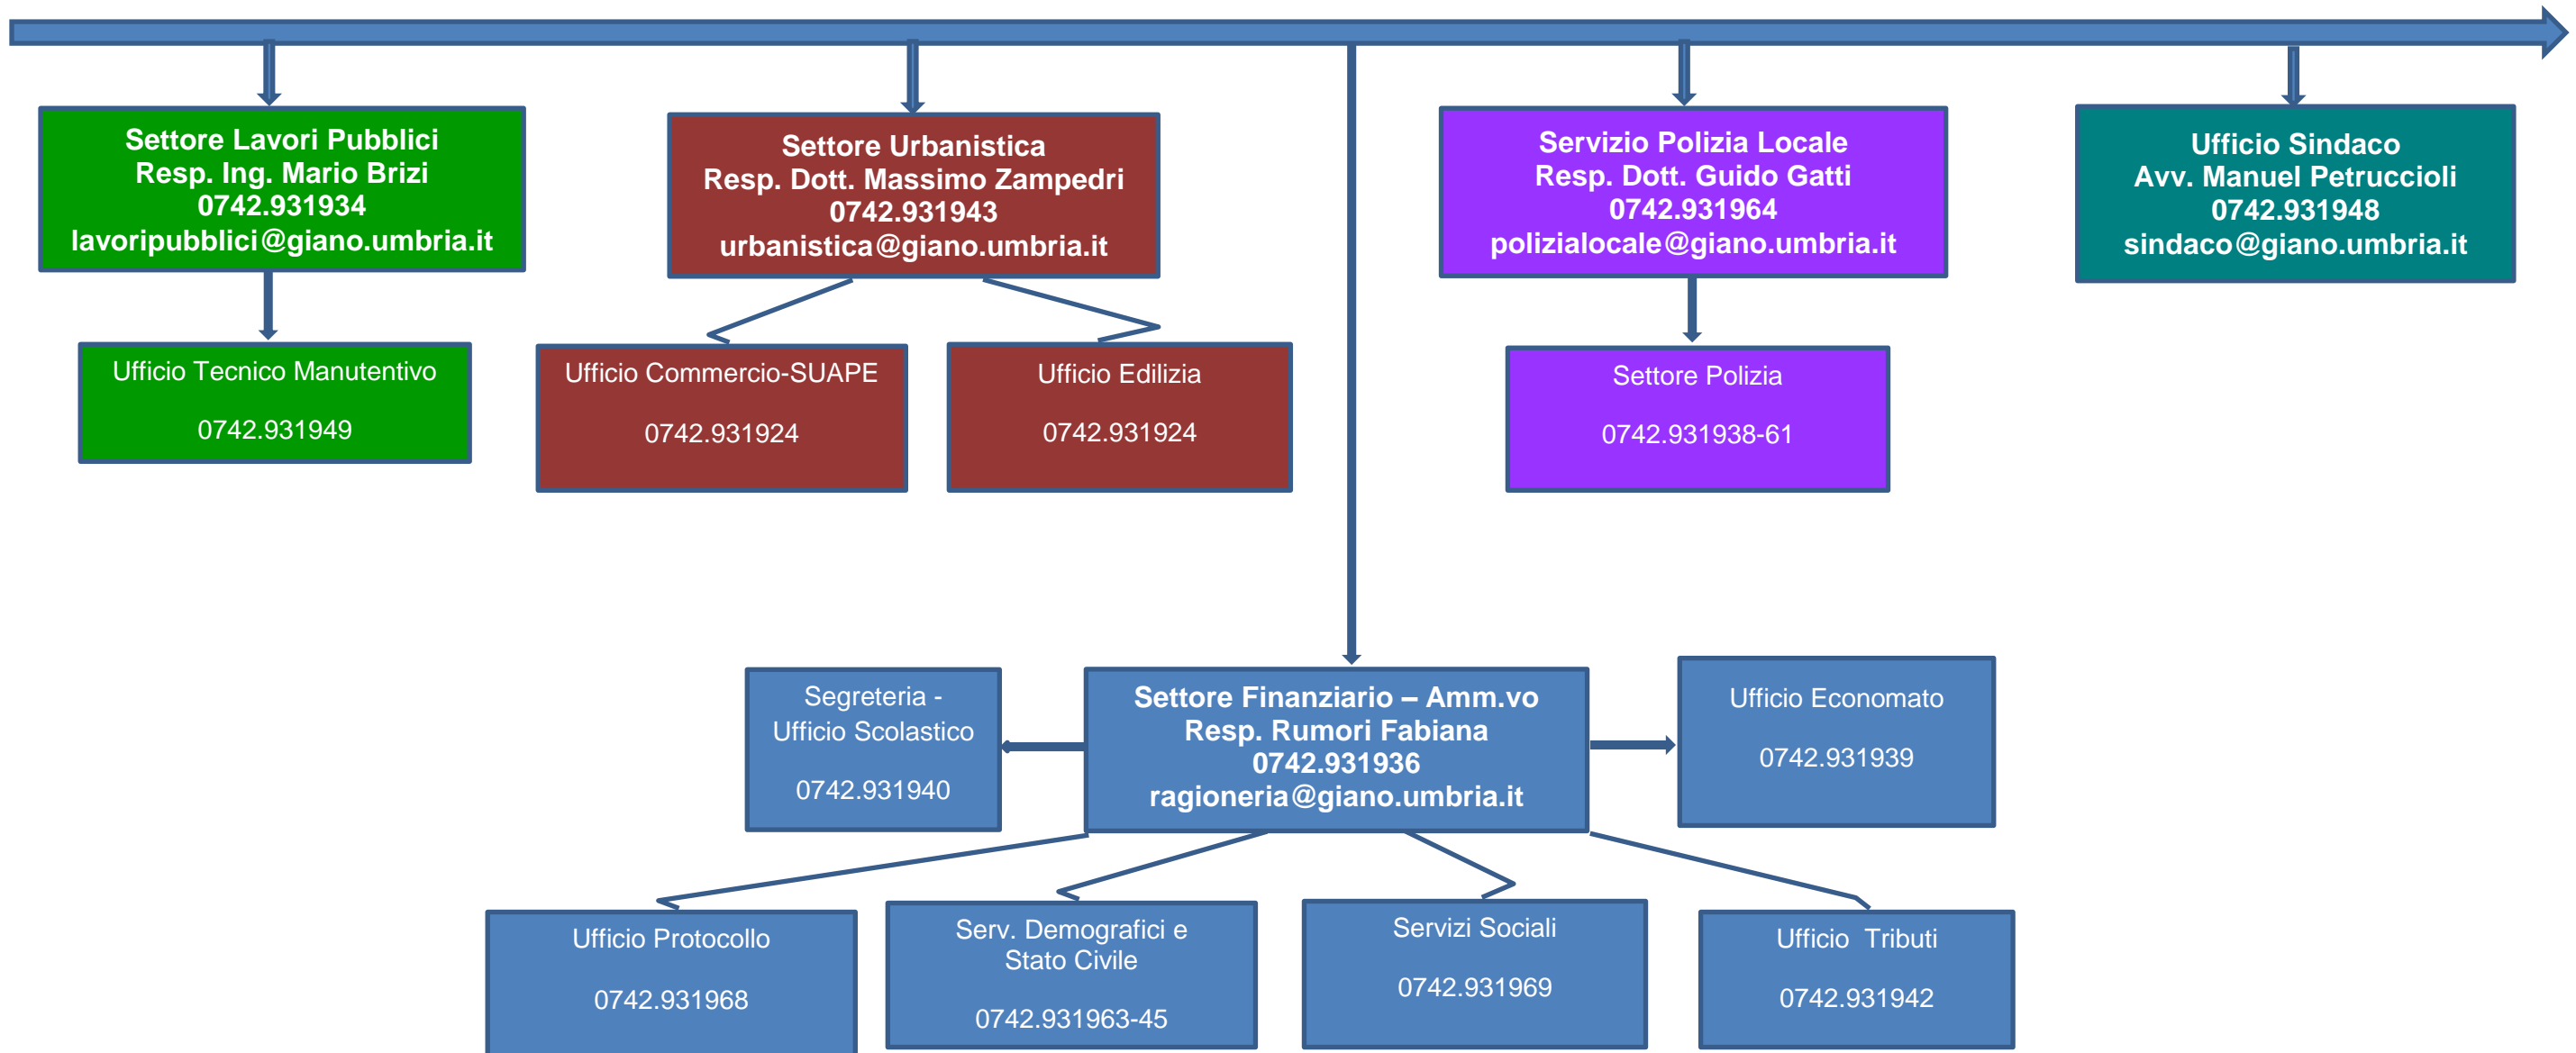 Settore Lavori Pubblici
Resp. Ing. Mario Brizi
0742.931934
lavoripubblici@giano.umbria.it
Settore Urbanistica
Resp. Dott. Massimo Zampedri
0742.931943
urbanistica@giano.umbria.it
Servizio Polizia Locale
Resp. Dott. Guido Gatti
0742.931964
polizialocale@giano.umbria.it
Ufficio Sindaco
Avv. Manuel Petruccioli
0742.931948
sindaco@giano.umbria.it
Ufficio Tecnico Manutentivo
0742.931949
Ufficio Commercio-SUAPE
0742.931924
Ufficio Edilizia
0742.931924
Settore Polizia
0742.931938-61
Segreteria -
Ufficio Scolastico
0742.931940
Settore Finanziario – Amm.vo
Resp. Rumori Fabiana
0742.931936
ragioneria@giano.umbria.it
Ufficio Economato
0742.931939
Ufficio Protocollo
0742.931968
Serv. Demografici e
Stato Civile
0742.931963-45
Servizi Sociali
0742.931969
Ufficio  Tributi
0742.931942